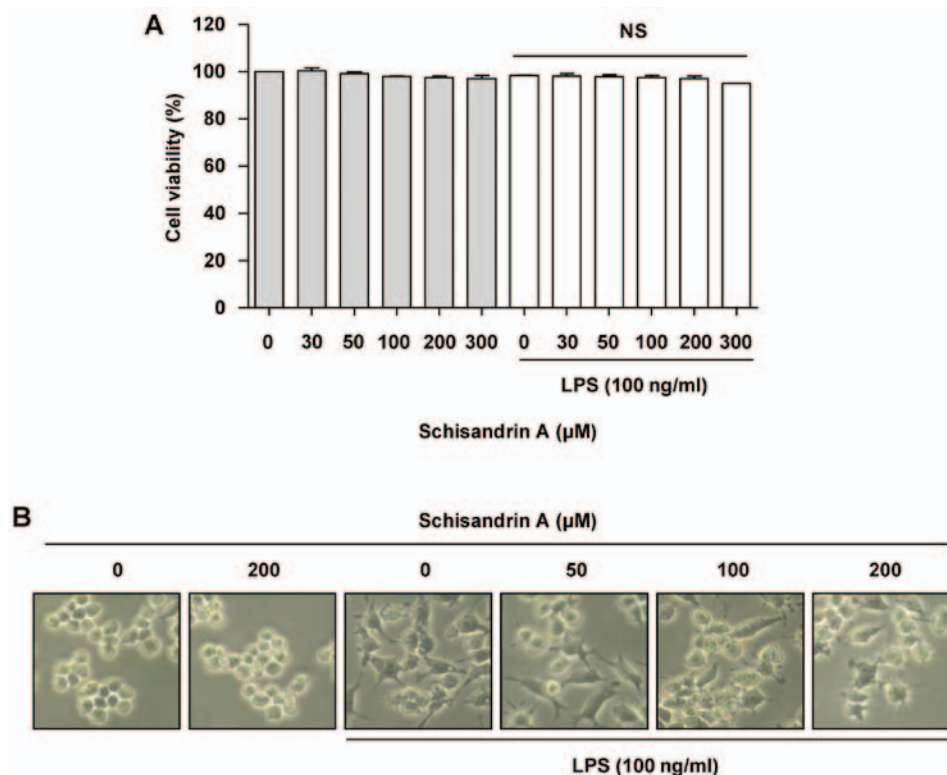 A
120
100
80
60
40
20
0
Cell viability (%)
NS
0 30 50 100 200 300 0 30 50 100 200 300
LPS (100 ng/ml)
Schisandrin A (µM)
B
Schisandrin A (µM)
0 200 0 50 100 200
LPS (100 ng/ml)